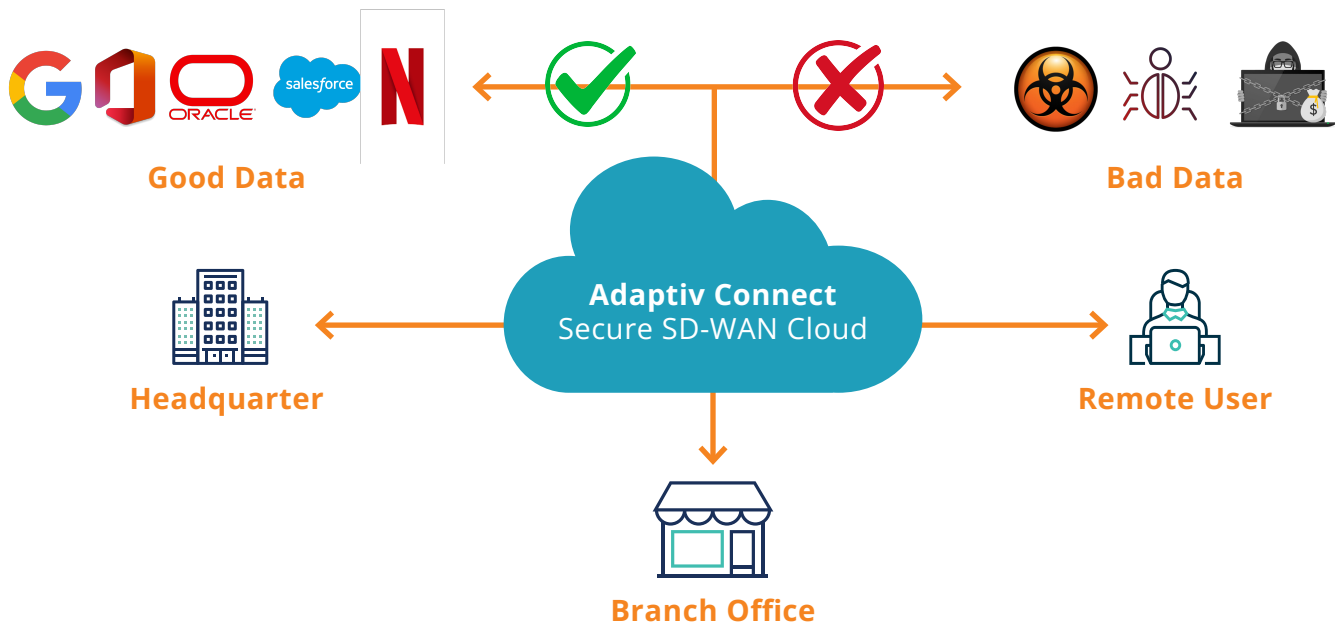 ORACLE
salesforce
$
Good Data
Bad Data
Adaptiv Connect
Secure SD-WAN Cloud
Headquarter
Remote User
Branch Office